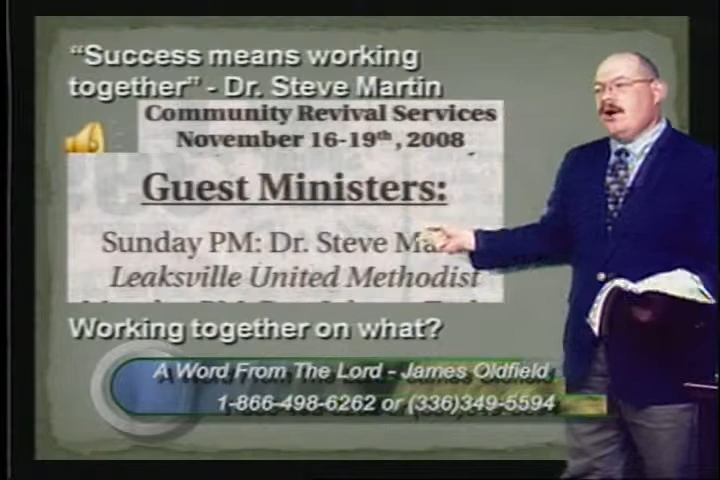 “Success means working
together” - Dr. Steve Martin
Community Revival Services
November 16-19th, 2008
Guest Ministers:
Sunday PM: Dr. Steve
Leaksville United Methodist
Working together on what?
A Word From The Lord - James Oldfield
1-866-498-6262 or (336)349-5594